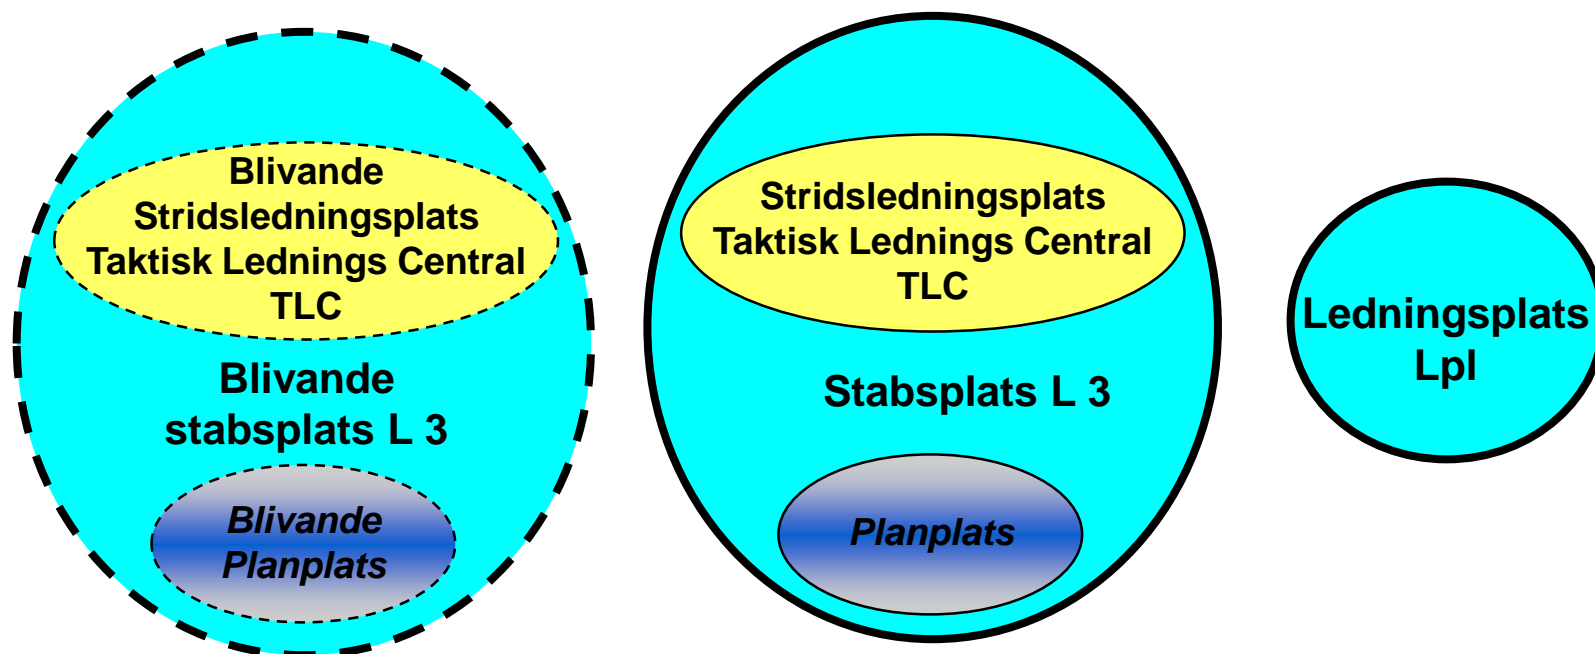 Blivande
Stridsledningsplats
Taktisk Lednings Central
TLC
Blivande
stabsplats L 3
Blivande
Planplats
Stridsledningsplats
Taktisk Lednings Central
TLC
Stabsplats L 3
Planplats
Ledningsplats
Lpl